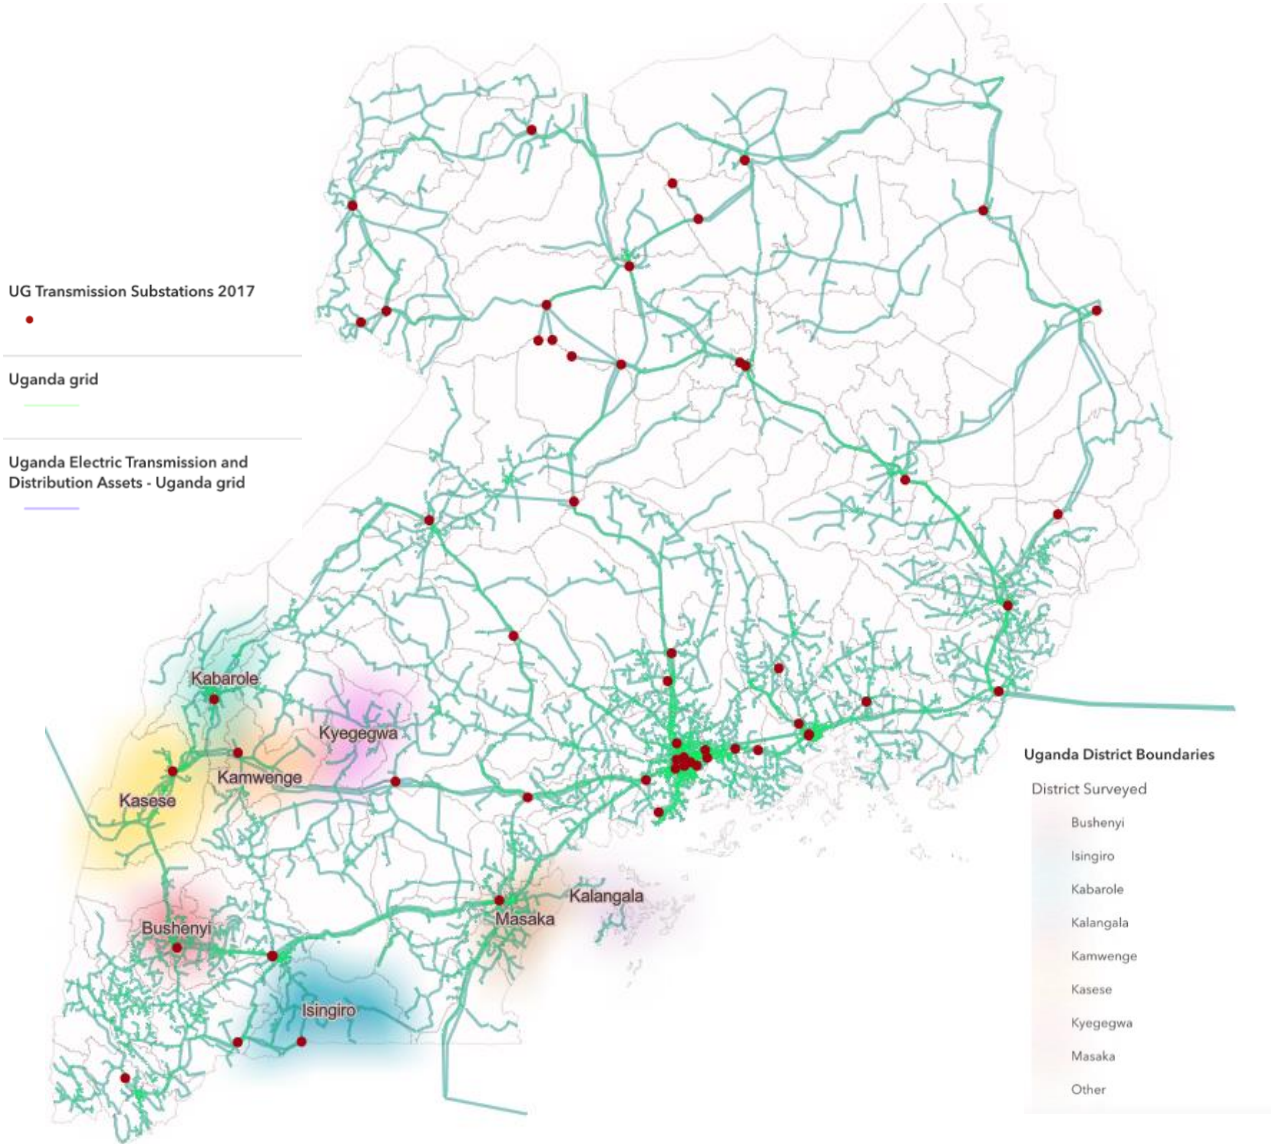 UG Transmission Substations 2017
Uganda grid
Uganda Electric Transmission and
Distribution Assets - Uganda grid
Kabarole
Kyegegwa
Kamwenge
Kasese
Kalangala
Masaka
Bushenyi
Isingiro
Uganda District Boundaries
District Surveyed
Bushenyi
Isingiro
Kabarole
Kalangala
Kamwenge
Kasese
Kyegegwa
Masaka
Other